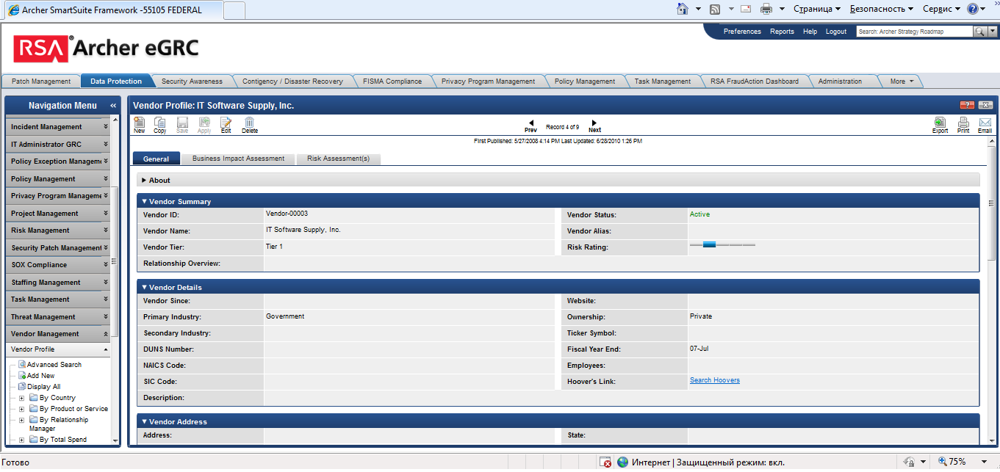 Archer SmartSuite Framework -55105 FEDERAL
Страница Безопасность Сервис
Preferences Reports Help Logout Search: Archer Strategy Roadmap
RSA Archer eGRC
Patch Management Data Protection Security Awareness Contigency / Disaster Recovery FISMA Compliance Privacy Program Management Policy Management Task Management RSA FraudAction Dashboard Administration More
Navigation Menu «
Incident Management
IT Administrator GRC
Policy Exception Manageme
Policy Management
Privacy Program Manageme
Project Management
Risk Management
Security Patch Management
SOX Compliance
Staffing Management
Task Management
Threat Management
Vendor Management
Vendor Profile
Advanced Search
Add New
Display All
By Country
By Product or Service
By Relationship
Manager
By Total Spend
Vendor Profile: IT Software Supply, Inc.
New Copy Save Apply Edit Delete
Prev Record 4 of 9 Next
Export Print Email
First Published: 5/27/2008 4:14 PM Last Updated: 6/28/2010 1:26 PM
General Business Impact Assessment Risk Assessment(s)
About
Vendor Summary
Vendor ID: Vendor-00003 Vendor Status: Active
Vendor Name: IT Software Supply, Inc. Vendor Alias:
Vendor Tier: Tier 1 Risk Rating:
Relationship Overview:
Vendor Details
Vendor Since: Website:
Primary Industry: Government Ownership: Private
Secondary Industry: Ticker Symbol:
DUNS Number: Fiscal Year End: 07-Jul
NAICS Code: Employees:
SIC Code: Hoover's Link: Search Hoovers
Description:
Vendor Address
Address: State:
Готово Интернет | Защищенный режим: вкл. 75%